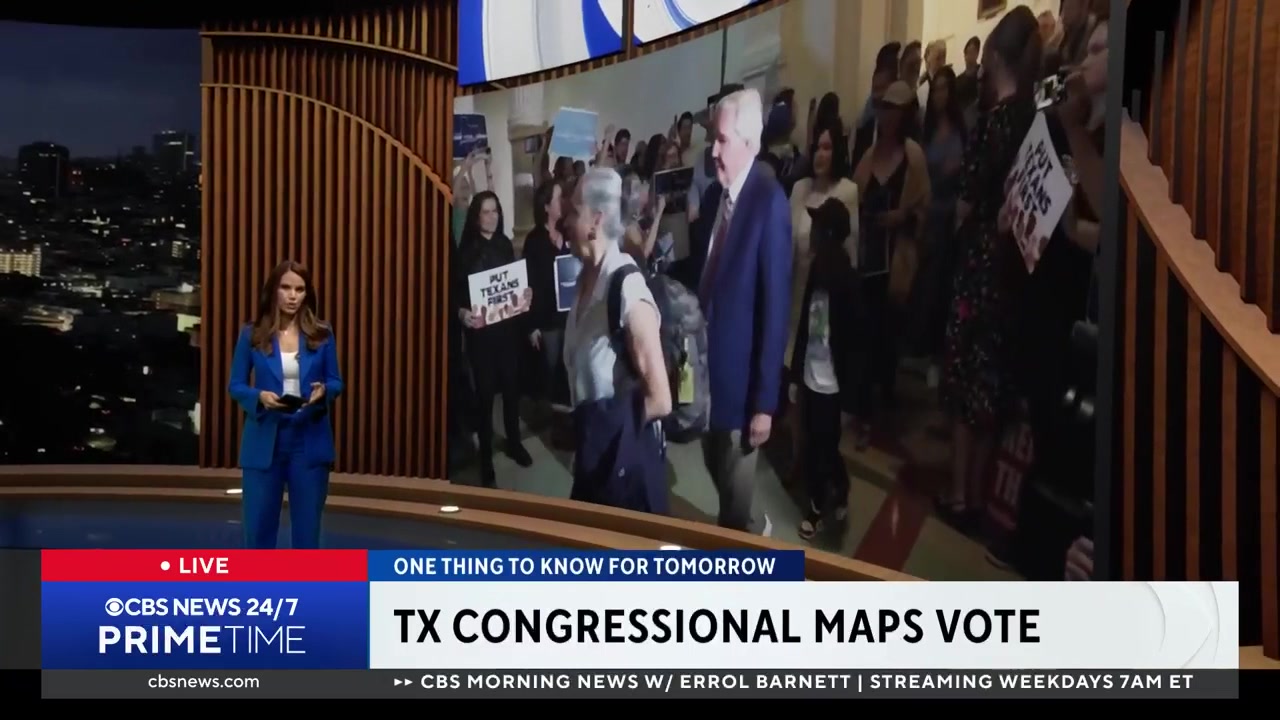 PUT
TEXANS
FIRST
PUT
TEXANS
FIRST
• LIVE
ONE THING TO KNOW FOR TOMORROW
CBS NEWS 24/7
PRIMETIME
TX CONGRESSIONAL MAPS VOTE
cbsnews.com
CBS MORNING NEWS W/ ERROL BARNETT | STREAMING WEEKDAYS 7AM ET